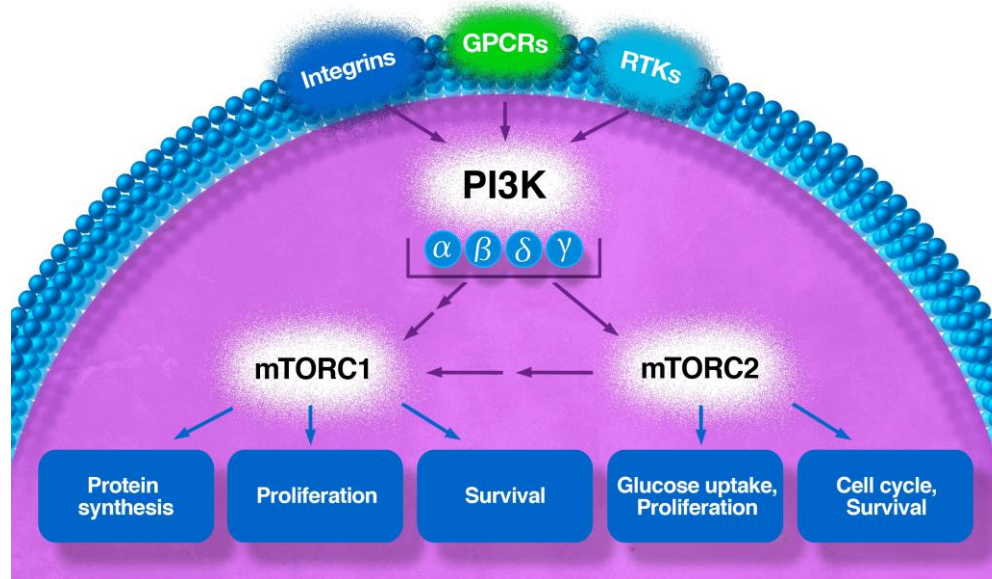 Integrins
GPCRs
RTKs
PI3K
α β δ γ
mTORC1
mTORC2
Protein
synthesis
Proliferation
Survival
Glucose uptake,
Proliferation
Cell cycle,
Survival